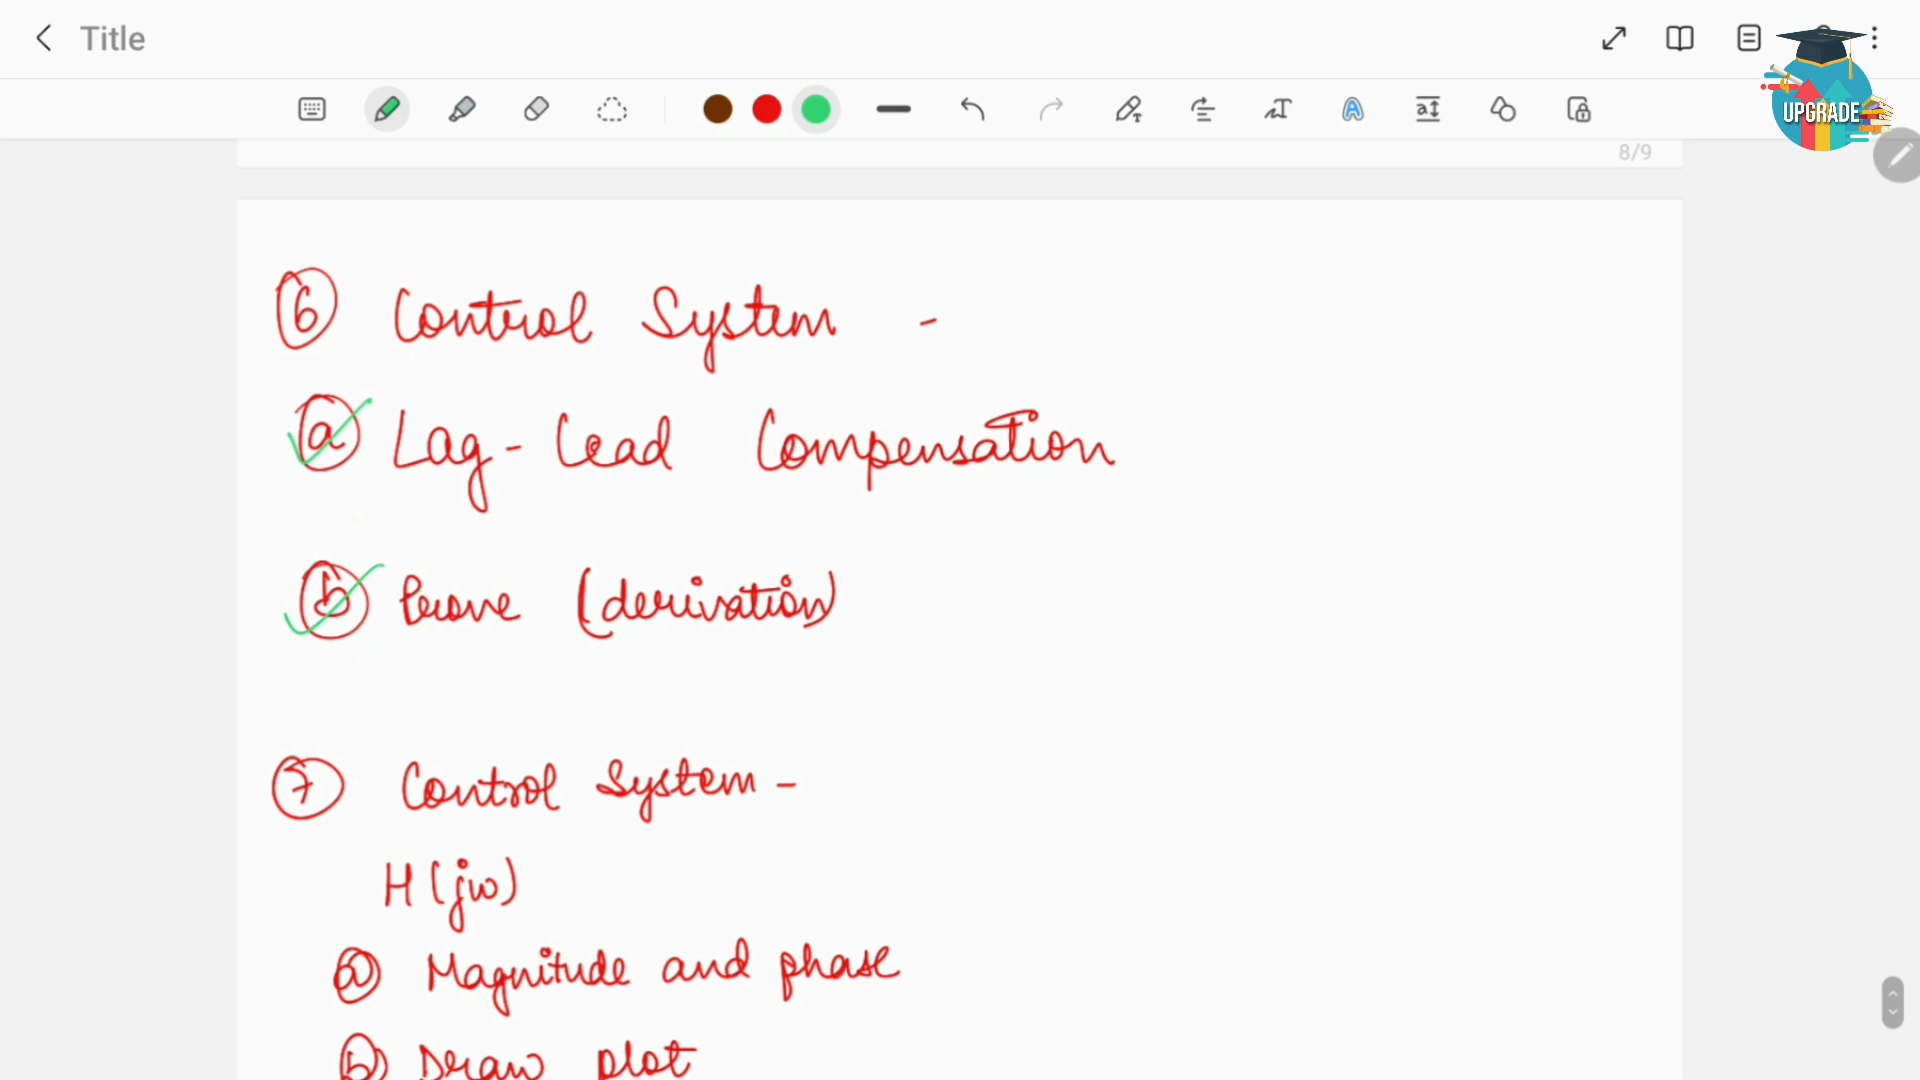 Title
UPGRADE
8/9
6 Control System -
a Lag - Lead Compensation
b Prove (derivation)
7 Control System -
H(jw)
a Magnitude and phase
b Draw plot